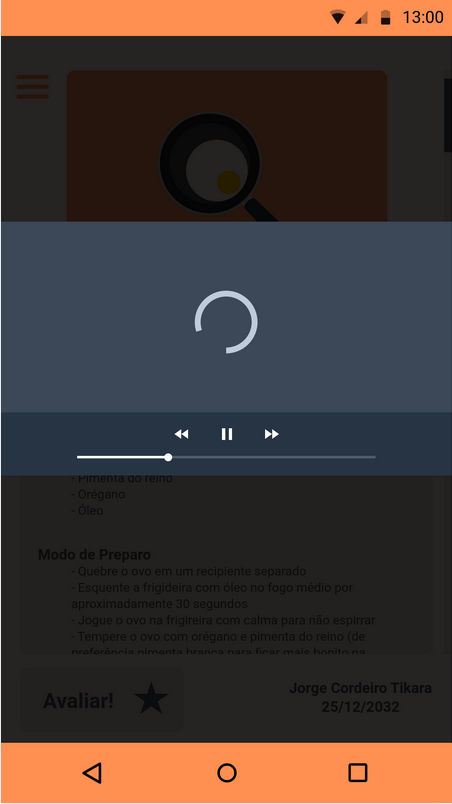 13:00
- Pimenta do reino
- Orégano
- Óleo
Modo de Preparo
- Quebre o ovo em um recipiente separado
- Esquente a frigideira com óleo no fogo médio por
aproximadamente 30 segundos
- Jogue o ovo na frigireira com calma para não espirrar
- Tempere o ovo com orégano e pimenta do reino (de
preferência pimenta branca para ficar mais bonito na
Avaliar!
Jorge Cordeiro Tikara
25/12/2032